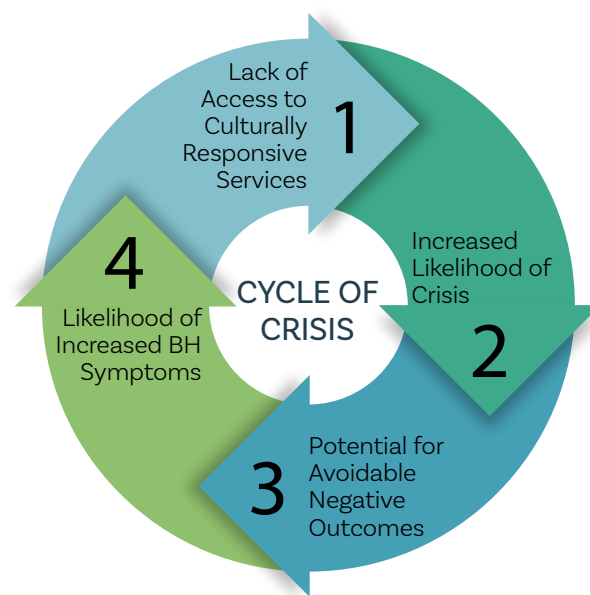 Lack of
Access to
Culturally
Responsive
Services
1
Increased
Likelihood of
Crisis
2
Potential for
Avoidable
Negative
Outcomes
3
4
Likelihood of
Increased BH
Symptoms
CYCLE OF
CRISIS